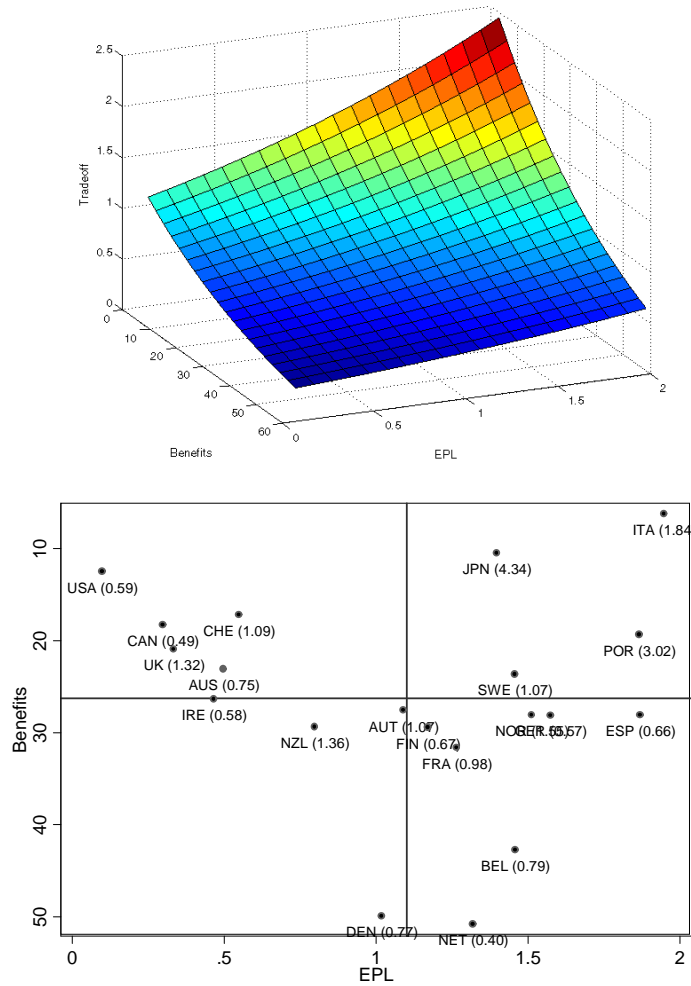 2.5
2
1.5
1
0.5
0
Tradeoff
0
10
20
30
40
50
60
Benefits
0
0.5
1
1.5
2
EPL
ITA (1.84
10
JPN (4.34)
USA (0.59)
CHE (1.09)
CAN (0.49)
20
POR (3.02)
UK (1.32)
AUS (0.75)
SWE (1.07)
IRE (0.58)
AUT (1.07)
NOR
GER
ESP (0.66)
30
NZL (1.36)
FIN (0.67)
FRA (0.98)
Benefits
40
BEL (0.79)
50
DEN (0.77)
NET (0.40)
0
.5
1
1.5
2
EPL